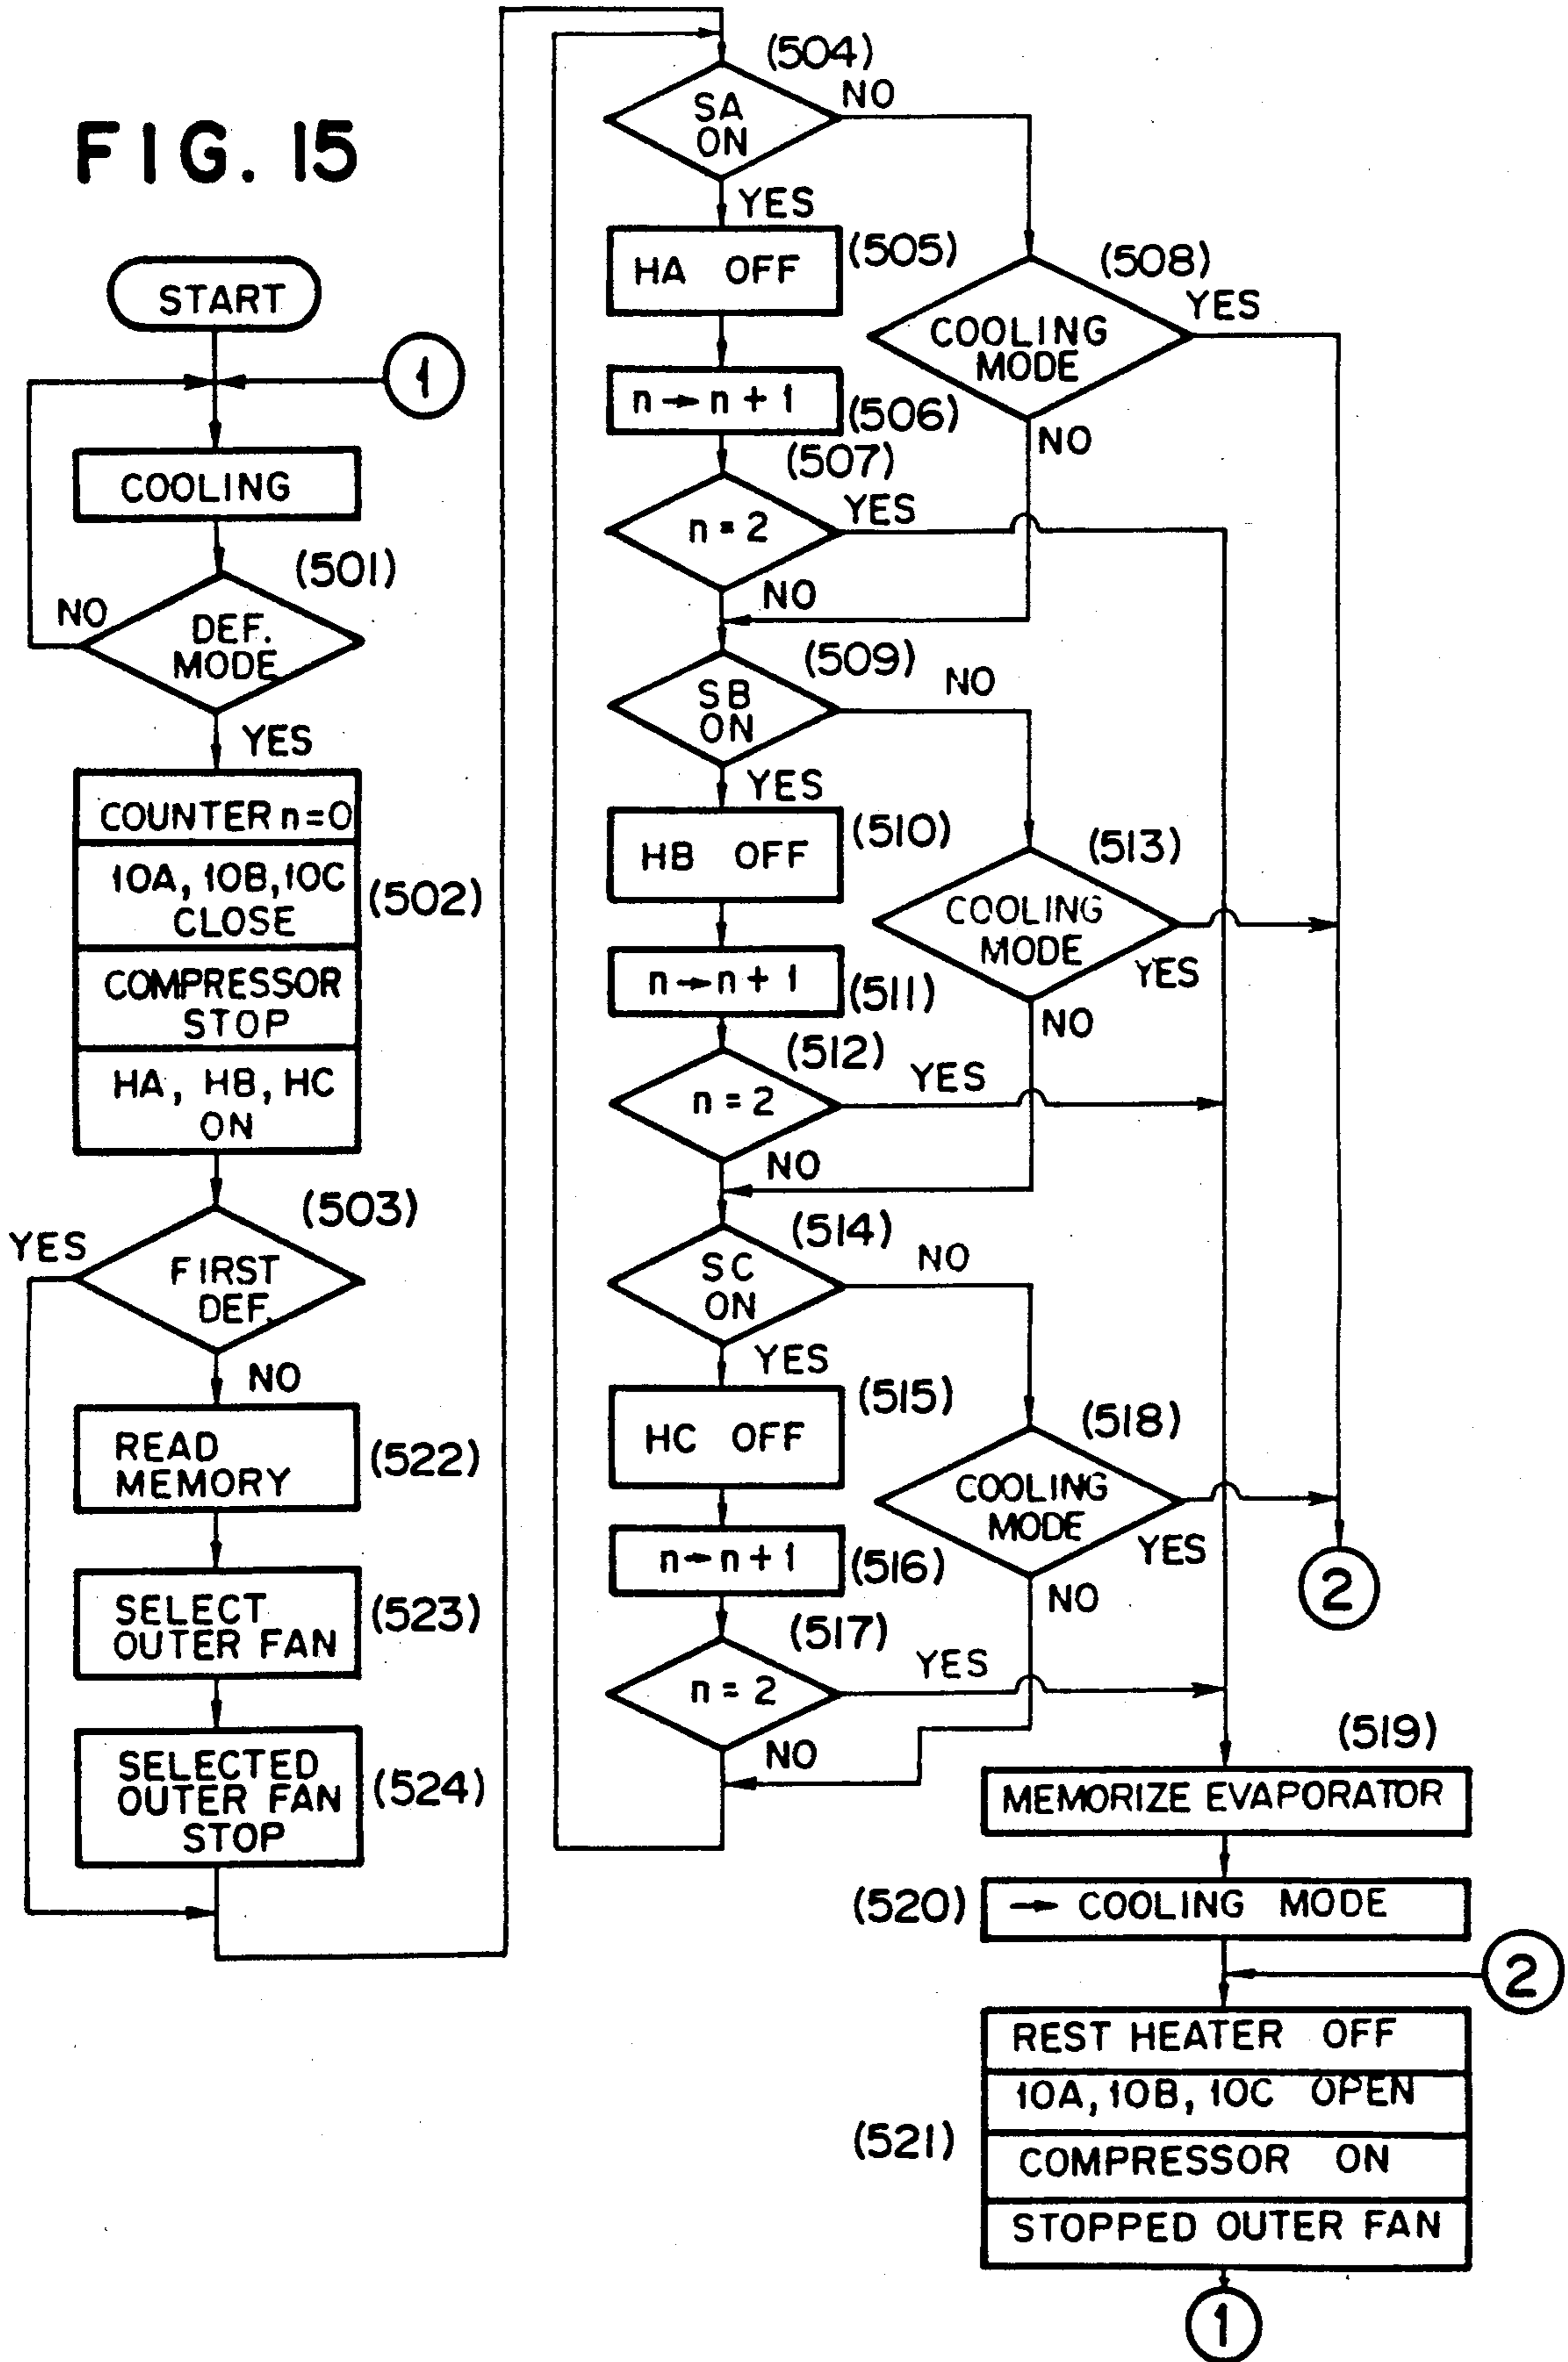 FIG. 15
START
1
COOLING
(501)
NO
DEF.
MODE
YES
COUNTER n=0
10A, 10B, 10C
CLOSE
(502)
COMPRESSOR
STOP
HA, HB, HC
ON
(503)
YES
FIRST
DEF.
NO
READ
MEMORY
(522)
SELECT
OUTER FAN
(523)
SELECTED
OUTER FAN
STOP
(524)
(504)
SA
ON
NO
YES
HA OFF
(505)
(508)
COOLING
MODE
YES
NO
n→n+1
(506)
(507)
n=2
YES
NO
(509)
SB
ON
NO
YES
HB OFF
(510)
(513)
COOLING
MODE
YES
NO
n→n+1
(511)
(512)
n=2
YES
NO
(514)
SC
ON
NO
YES
HC OFF
(515)
(518)
COOLING
MODE
YES
NO
2
n→n+1
(516)
(517)
n=2
YES
NO
(519)
MEMORIZE EVAPORATOR
(520)
→ COOLING MODE
2
REST HEATER OFF
10A, 10B, 10C OPEN
(521)
COMPRESSOR ON
STOPPED OUTER FAN
1